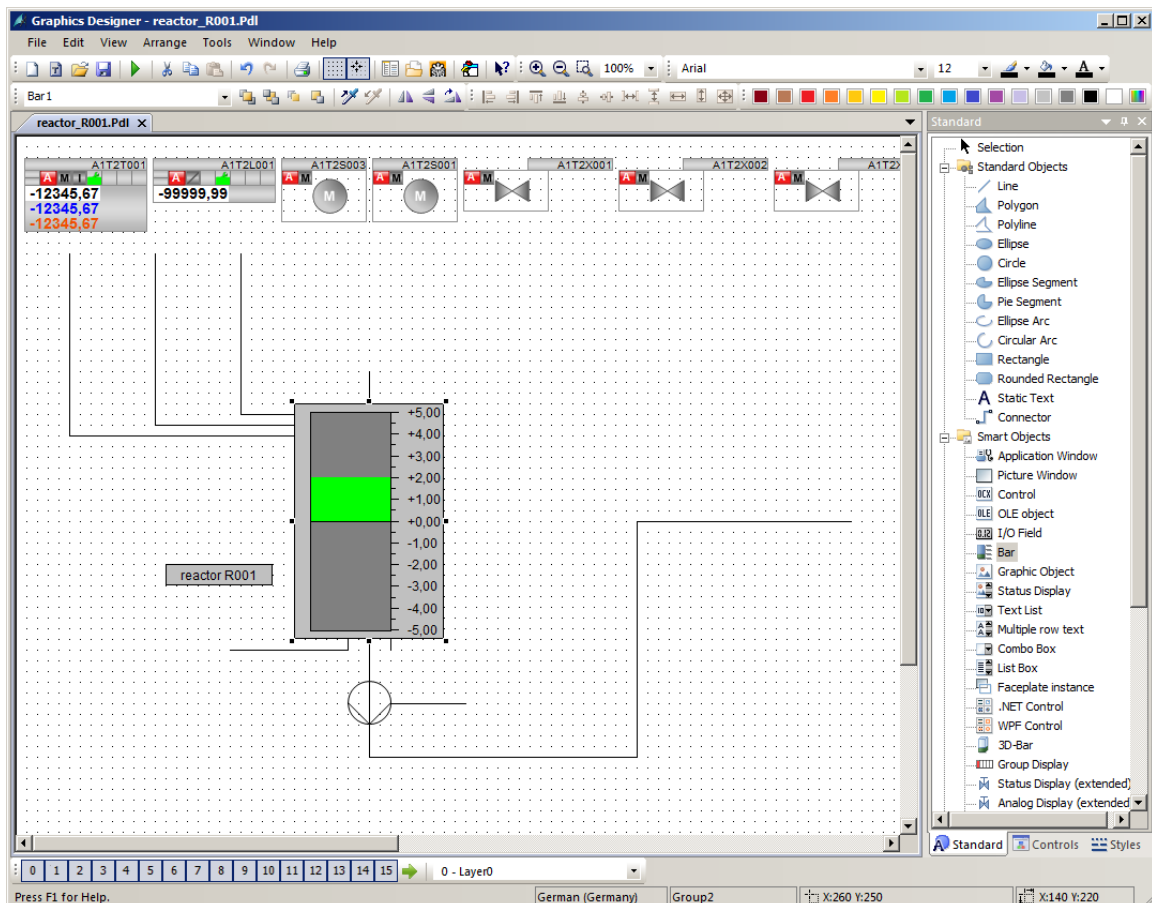 Graphics Designer - reactor_R001.Pdl
File Edit View Arrange Tools Window Help
100% Arial 12
Bar1
reactor_R001.Pdl
A1T2T001 A1T2L001 A1T2S003 A1T2S001 A1T2X001 A1T2X002 A1T2X
A M I A A M A M A M A M A M
-12345,67 -99999,99 M M
-12345,67
-12345,67
+5,00
+4,00
+3,00
+2,00
+1,00
+0,00
-1,00
-2,00
-3,00
-4,00
-5,00
reactor R001
Standard
Selection
Standard Objects
Line
Polygon
Polyline
Ellipse
Circle
Ellipse Segment
Pie Segment
Ellipse Arc
Circular Arc
Rectangle
Rounded Rectangle
A Static Text
Connector
Smart Objects
Application Window
Picture Window
OCX Control
OLE OLE object
0.12 I/O Field
Bar
Graphic Object
Status Display
Text List
Multiple row text
Combo Box
List Box
Faceplate instance
.NET Control
WPF Control
3D-Bar
Group Display
Status Display (extended)
Analog Display (extended
Standard Controls Styles
0 1 2 3 4 5 6 7 8 9 10 11 12 13 14 15 0 - Layer0
Press F1 for Help. German (Germany) Group2 X:260 Y:250 X:140 Y:220